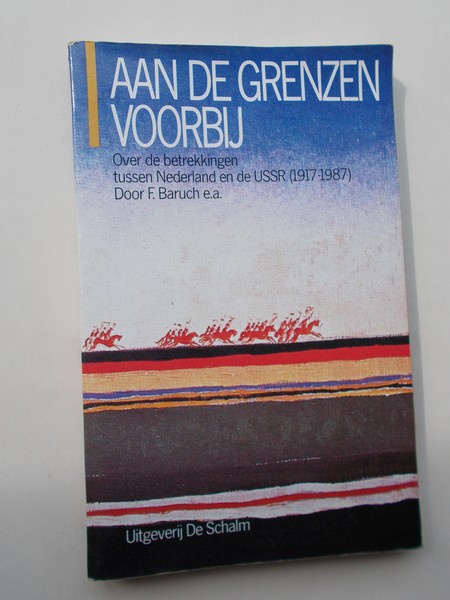 AAN DE GRENZEN
VOORBIJ
Over de betrekkingen
tussen Nederland en de USSR (1917-1987)
Door F. Baruch e.a.
Uitgeverij De Schalm